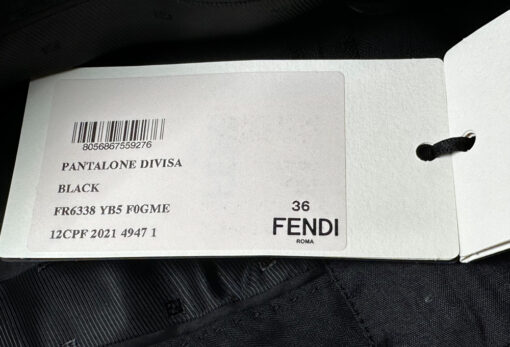 8056867559276
PANTALONE DIVISA
BLACK
FR6338 YB5 F0GME
12CPF 2021 4947 1
36
FENDI
ROMA